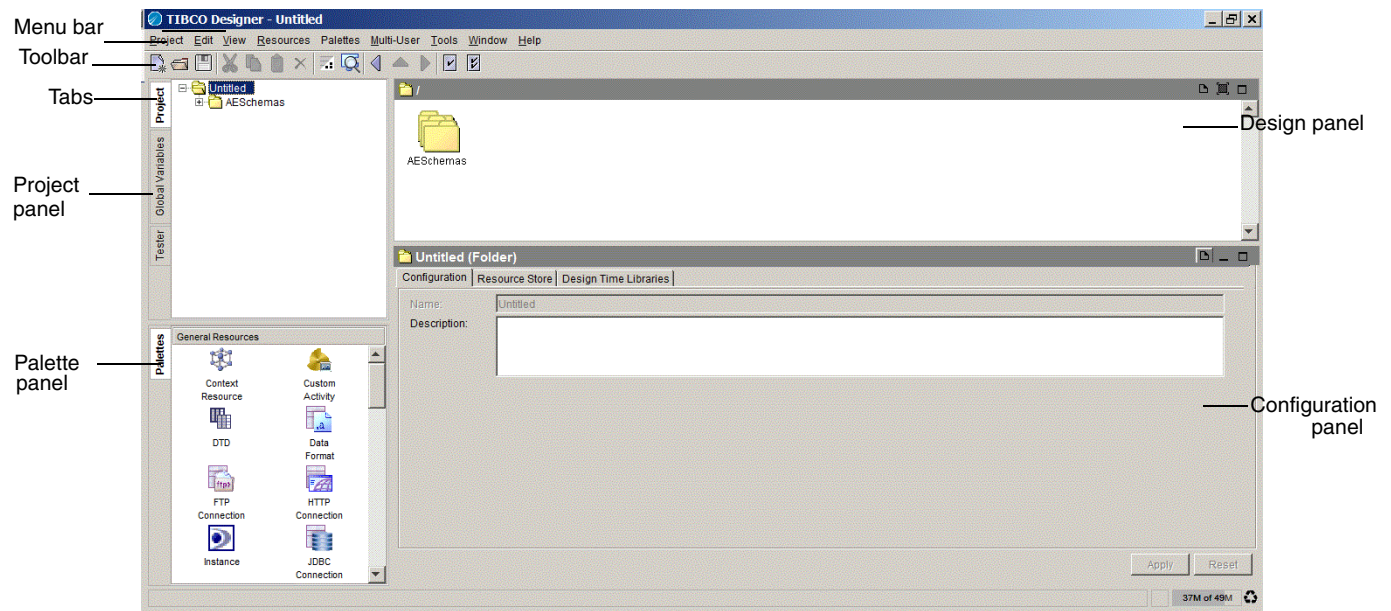 TIBCO Designer - Untitled
Menu bar
Project Edit View Resources Palettes Multi-User Tools Window Help
Toolbar
Tabs
Project
Global Variables
Tester
Untitled
AESchemas
/
AESchemas
Design panel
Project
panel
Untitled (Folder)
Configuration Resource Store Design Time Libraries
Name: Untitled
Description:
Palettes
General Resources
Palette
panel
Context
Resource
Custom
Activity
DTD
Data
Format
ftp
FTP
Connection
HTTP
Connection
Instance
JDBC
Connection
Configuration
panel
Apply Reset
37M of 49M